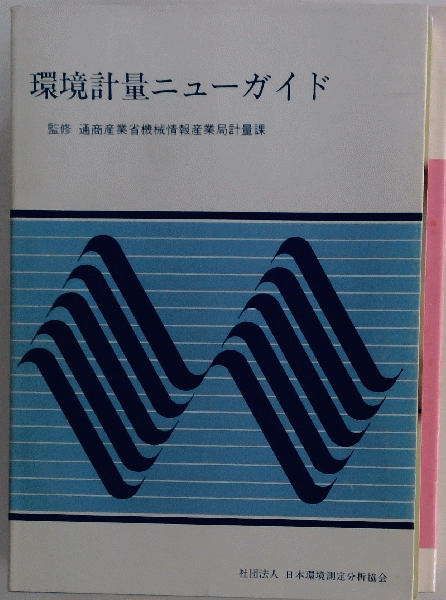 環境計量ニューガイド
監修 通商産業省機械情報産業局計量課
社団法人 日本環境測定分析協会